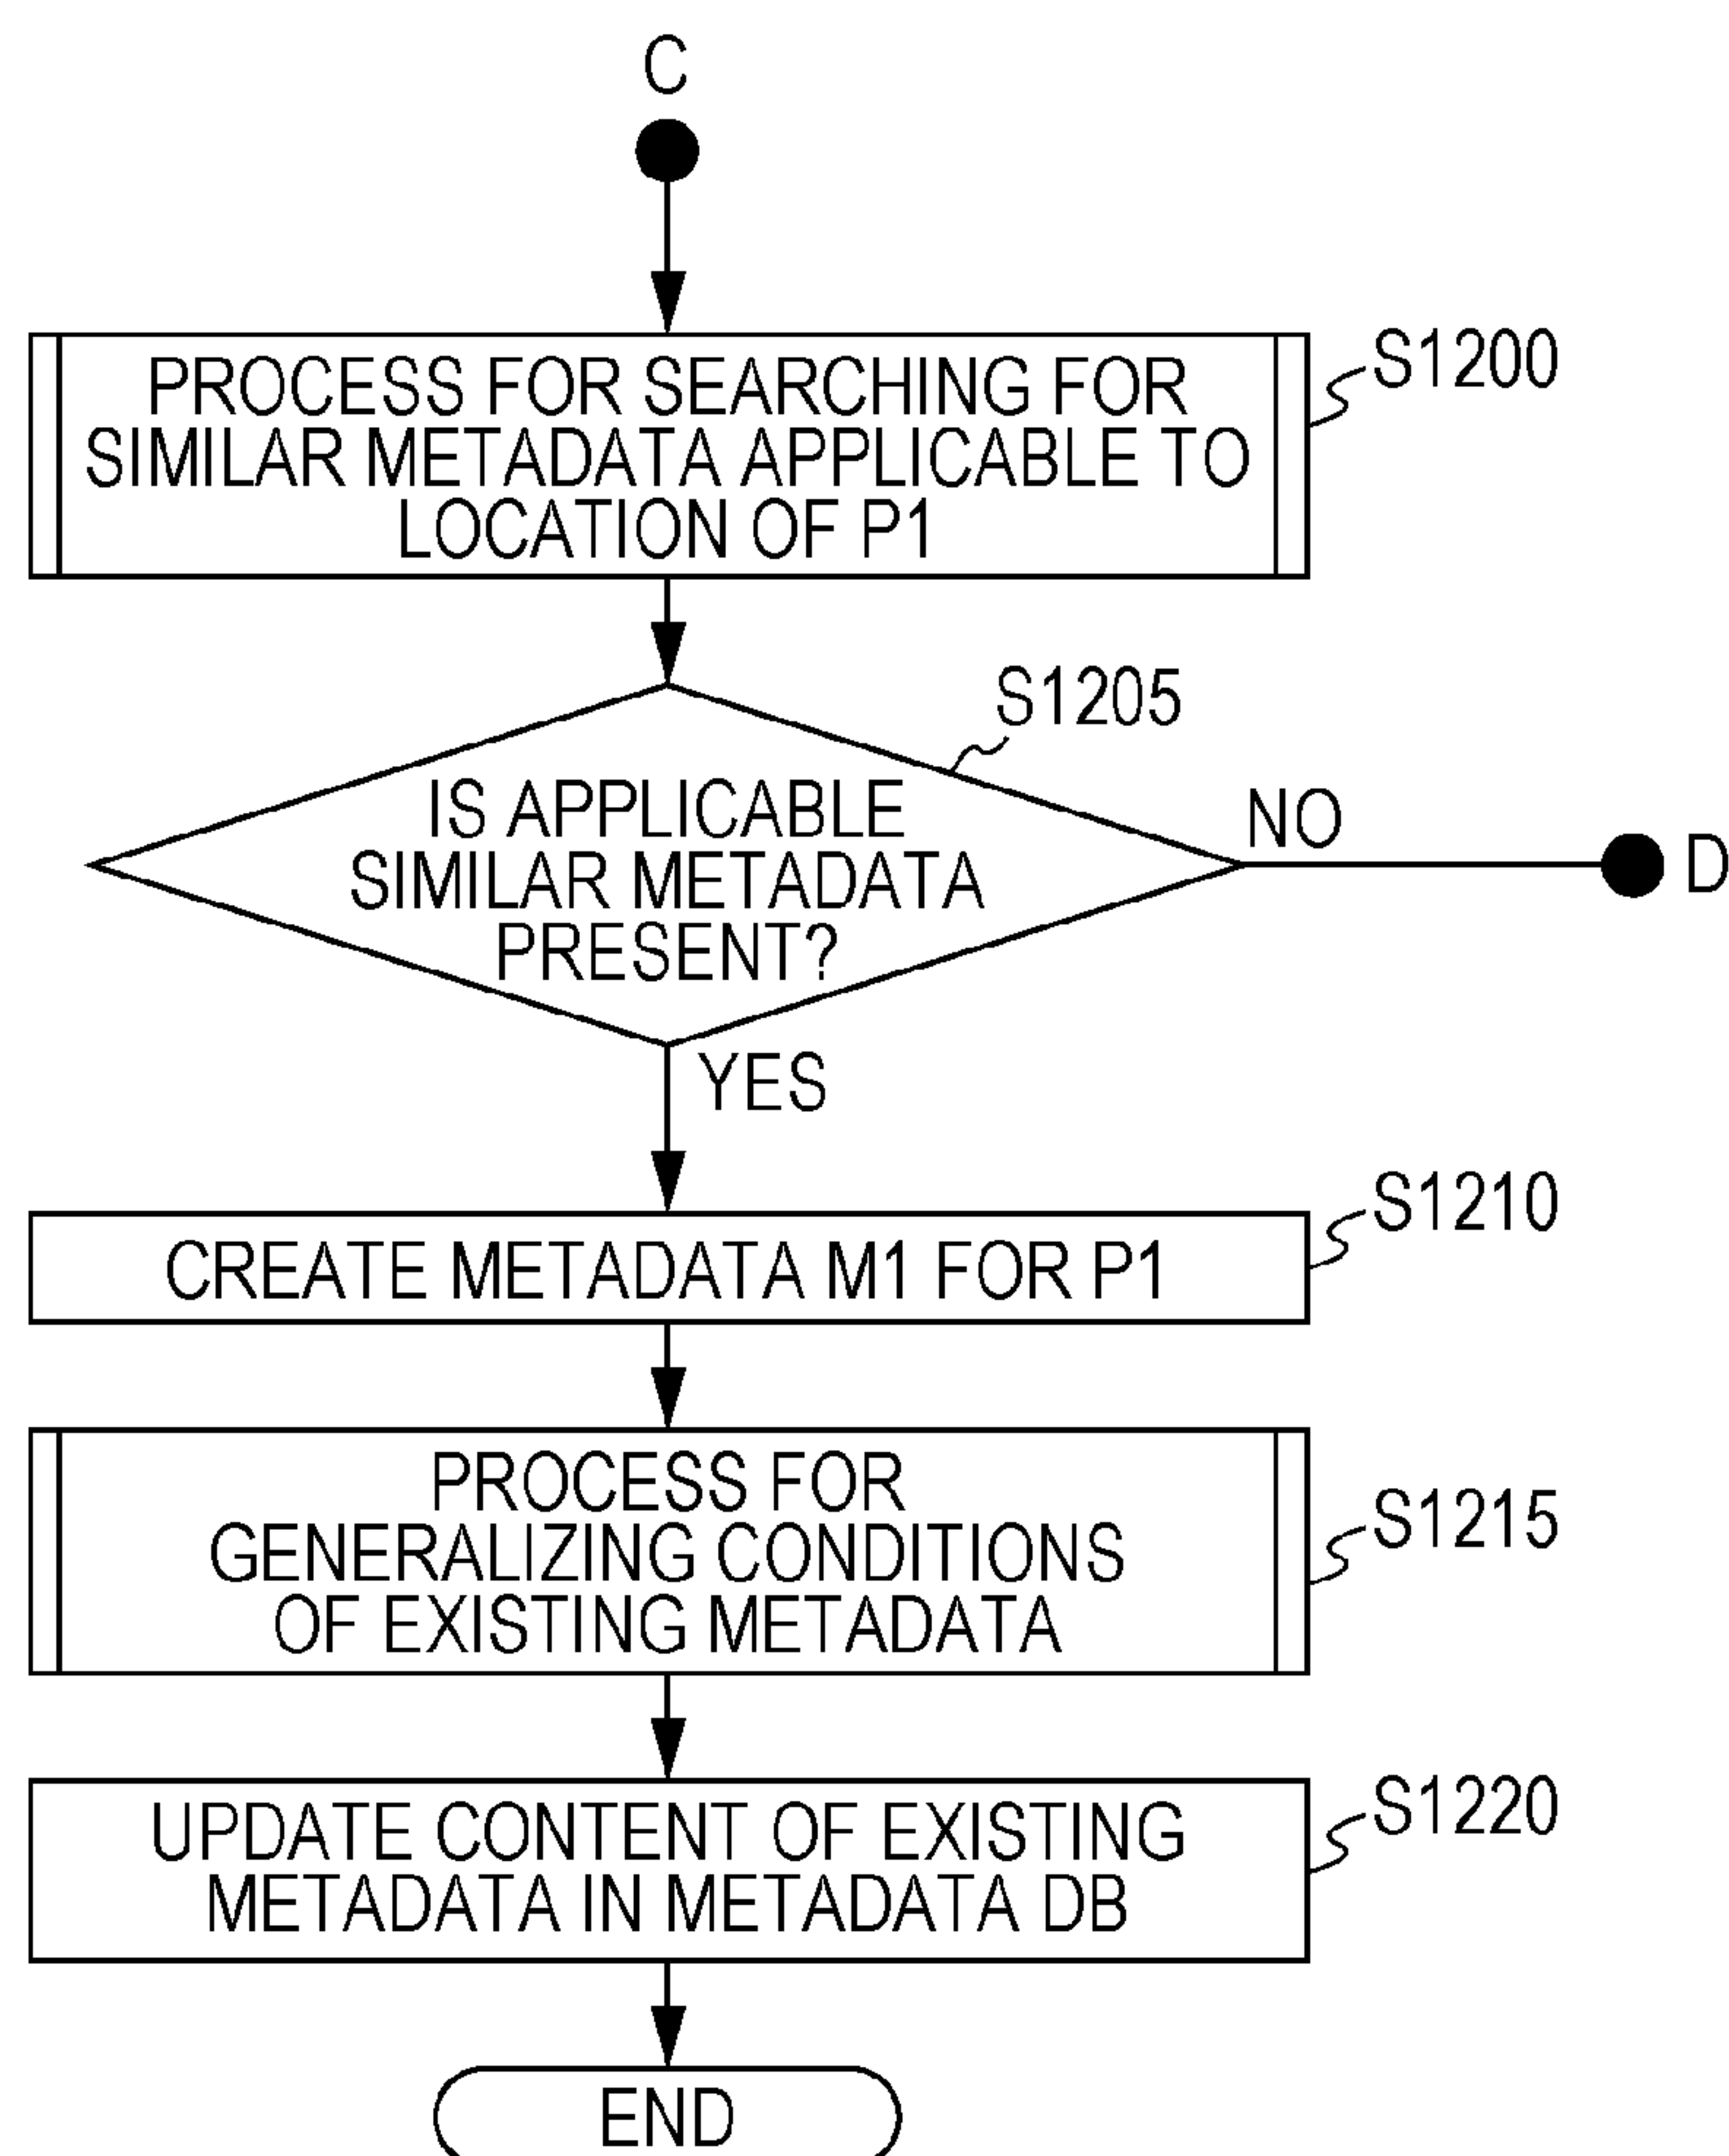 C
PROCESS FOR SEARCHING FOR
SIMILAR METADATA APPLICABLE TO
LOCATION OF P1
S1200
S1205
IS APPLICABLE
SIMILAR METADATA
PRESENT?
NO
D
YES
CREATE METADATA M1 FOR P1
S1210
PROCESS FOR
GENERALIZING CONDITIONS
OF EXISTING METADATA
S1215
UPDATE CONTENT OF EXISTING
METADATA IN METADATA DB
S1220
END